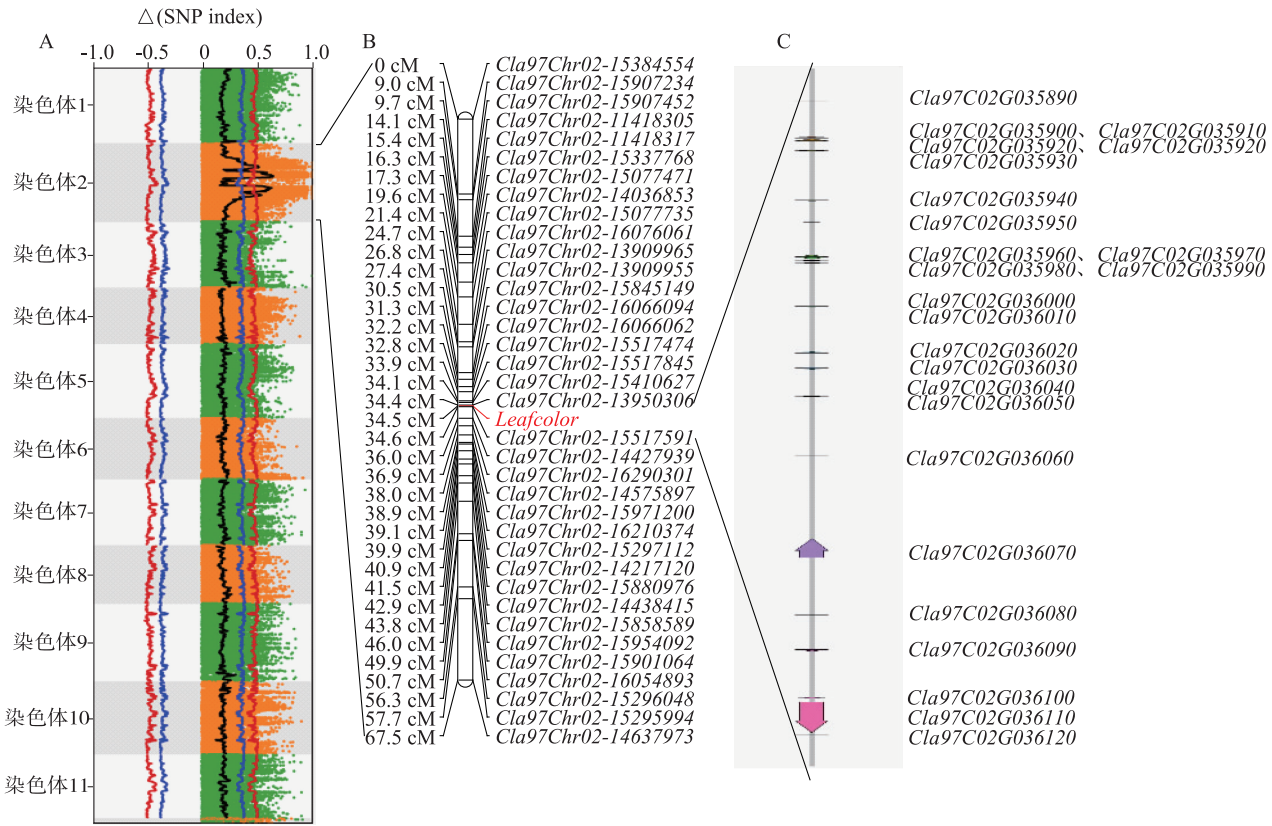 △(SNP index)
A
-1.0 -0.5 0 0.5 1.0
染色体1
染色体2
染色体3
染色体4
染色体5
染色体6
染色体7
染色体8
染色体9
染色体10
染色体11
B
0 cM Cla97Chr02-15384554
9.0 cM Cla97Chr02-15907234
9.7 cM Cla97Chr02-15907452
14.1 cM Cla97Chr02-11418305
15.4 cM Cla97Chr02-11418317
16.3 cM Cla97Chr02-15337768
17.3 cM Cla97Chr02-15077471
19.6 cM Cla97Chr02-14036853
21.4 cM Cla97Chr02-15077735
24.7 cM Cla97Chr02-16076061
26.8 cM Cla97Chr02-13909965
27.4 cM Cla97Chr02-13909955
30.5 cM Cla97Chr02-15845149
31.3 cM Cla97Chr02-16066094
32.2 cM Cla97Chr02-16066062
32.8 cM Cla97Chr02-15517474
33.9 cM Cla97Chr02-15517845
34.1 cM Cla97Chr02-15410627
34.4 cM Cla97Chr02-13950306
34.5 cM Leafcolor
34.6 cM Cla97Chr02-15517591
36.0 cM Cla97Chr02-14427939
36.9 cM Cla97Chr02-16290301
38.0 cM Cla97Chr02-14575897
38.9 cM Cla97Chr02-15971200
39.1 cM Cla97Chr02-16210374
39.9 cM Cla97Chr02-15297112
40.9 cM Cla97Chr02-14217120
41.5 cM Cla97Chr02-15880976
42.9 cM Cla97Chr02-14438415
43.8 cM Cla97Chr02-15858589
46.0 cM Cla97Chr02-15954092
49.9 cM Cla97Chr02-15901064
50.7 cM Cla97Chr02-16054893
56.3 cM Cla97Chr02-15296048
57.7 cM Cla97Chr02-15295994
67.5 cM Cla97Chr02-14637973
C
Cla97C02G035890
Cla97C02G035900、Cla97C02G035910
Cla97C02G035920、Cla97C02G035920
Cla97C02G035930
Cla97C02G035940
Cla97C02G035950
Cla97C02G035960、Cla97C02G035970
Cla97C02G035980、Cla97C02G035990
Cla97C02G036000
Cla97C02G036010
Cla97C02G036020
Cla97C02G036030
Cla97C02G036040
Cla97C02G036050
Cla97C02G036060
Cla97C02G036070
Cla97C02G036080
Cla97C02G036090
Cla97C02G036100
Cla97C02G036110
Cla97C02G036120